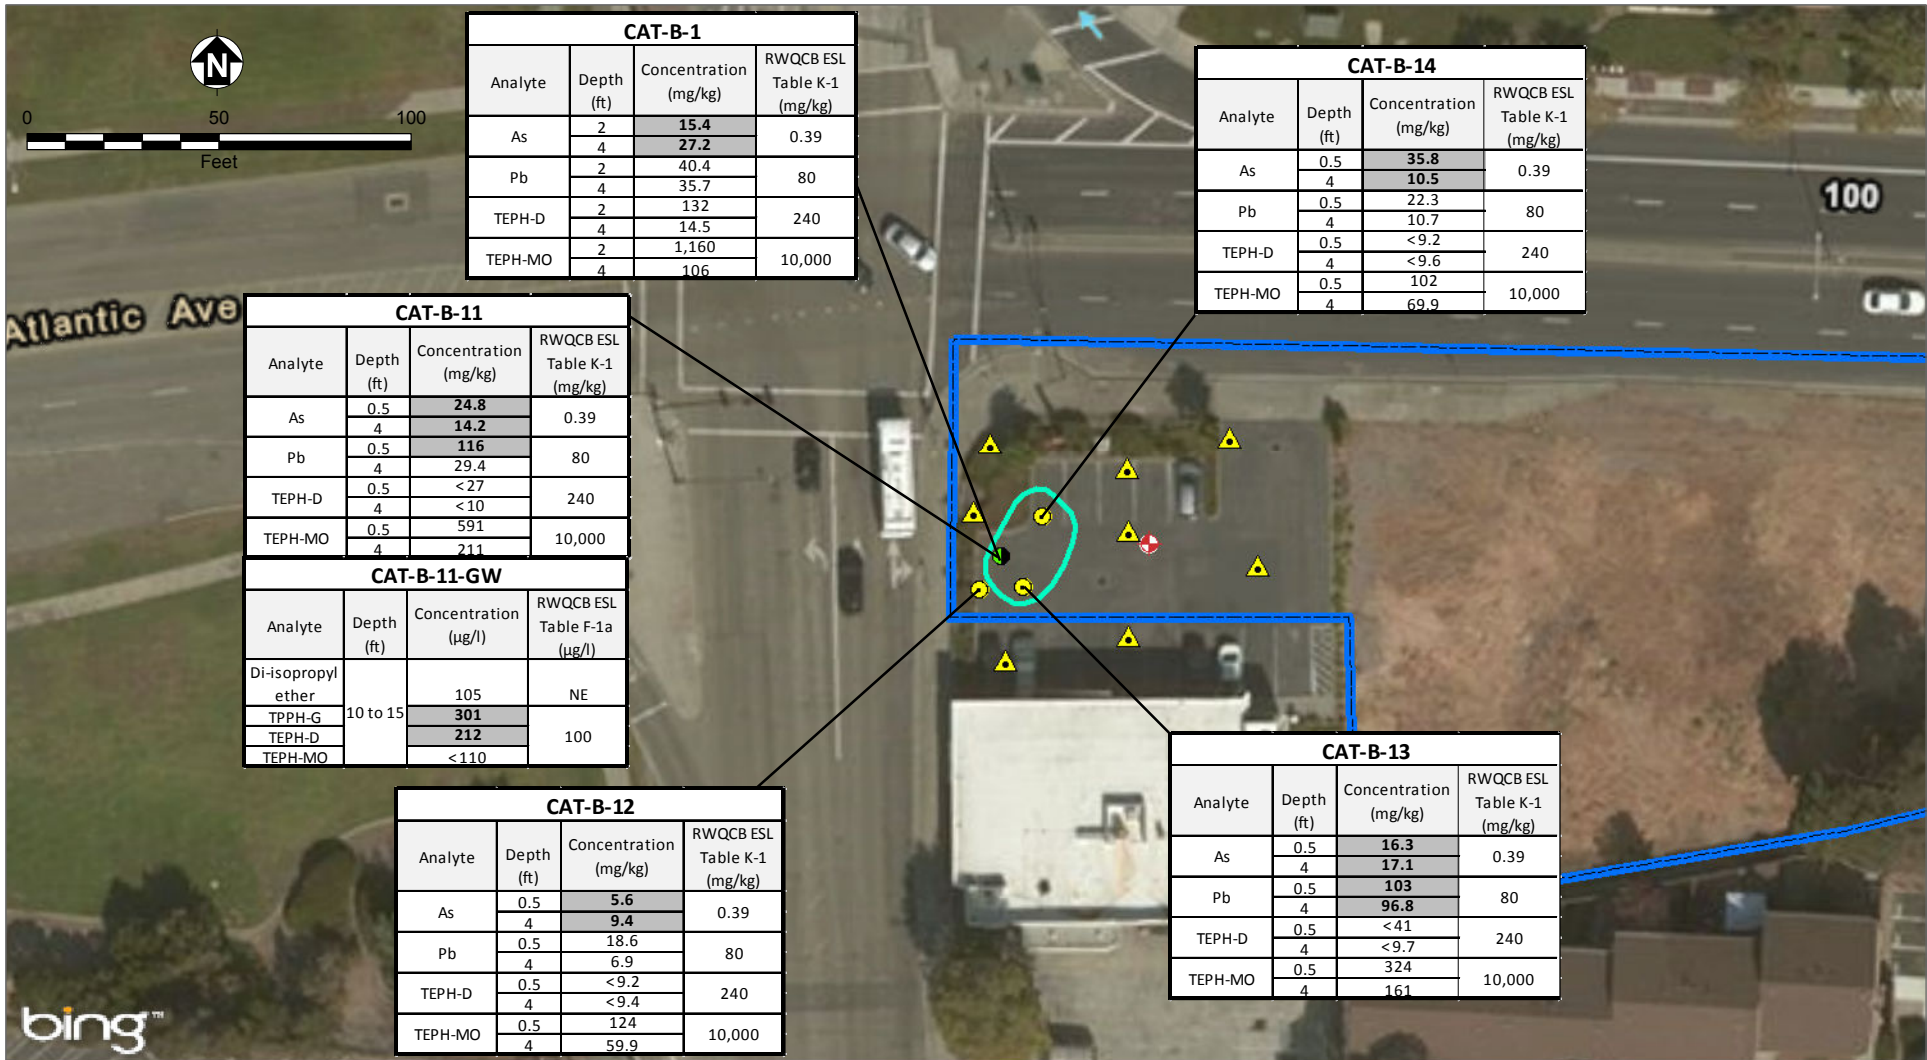 N
0 50 100
Feet
CAT-B-1
Analyte Depth (ft) Concentration (mg/kg) RWQCB ESL Table K-1 (mg/kg)
As 2 15.4 0.39
4 27.2
Pb 2 40.4 80
4 35.7
TEPH-D 2 132 240
4 14.5
TEPH-MO 2 1,160 10,000
4 106
CAT-B-14
Analyte Depth (ft) Concentration (mg/kg) RWQCB ESL Table K-1 (mg/kg)
As 0.5 35.8 0.39
4 10.5
Pb 0.5 22.3 80
4 10.7
TEPH-D 0.5 <9.2 240
4 <9.6
TEPH-MO 0.5 102 10,000
4 69.9
100
Atlantic Ave
CAT-B-11
Analyte Depth (ft) Concentration (mg/kg) RWQCB ESL Table K-1 (mg/kg)
As 0.5 24.8 0.39
4 14.2
Pb 0.5 116 80
4 29.4
TEPH-D 0.5 <27 240
4 <10
TEPH-MO 0.5 591 10,000
4 211
CAT-B-11-GW
Analyte Depth (ft) Concentration (µg/l) RWQCB ESL Table F-1a (µg/l)
Di-isopropyl ether 10 to 15 105 NE
TPPH-G 301 100
TEPH-D 212
TEPH-MO <110
CAT-B-12
Analyte Depth (ft) Concentration (mg/kg) RWQCB ESL Table K-1 (mg/kg)
As 0.5 5.6 0.39
4 9.4
Pb 0.5 18.6 80
4 6.9
TEPH-D 0.5 <9.2 240
4 <9.4
TEPH-MO 0.5 124 10,000
4 59.9
CAT-B-13
Analyte Depth (ft) Concentration (mg/kg) RWQCB ESL Table K-1 (mg/kg)
As 0.5 16.3 0.39
4 17.1
Pb 0.5 103 80
4 96.8
TEPH-D 0.5 <41 240
4 <9.7
TEPH-MO 0.5 324 10,000
4 161
bing™